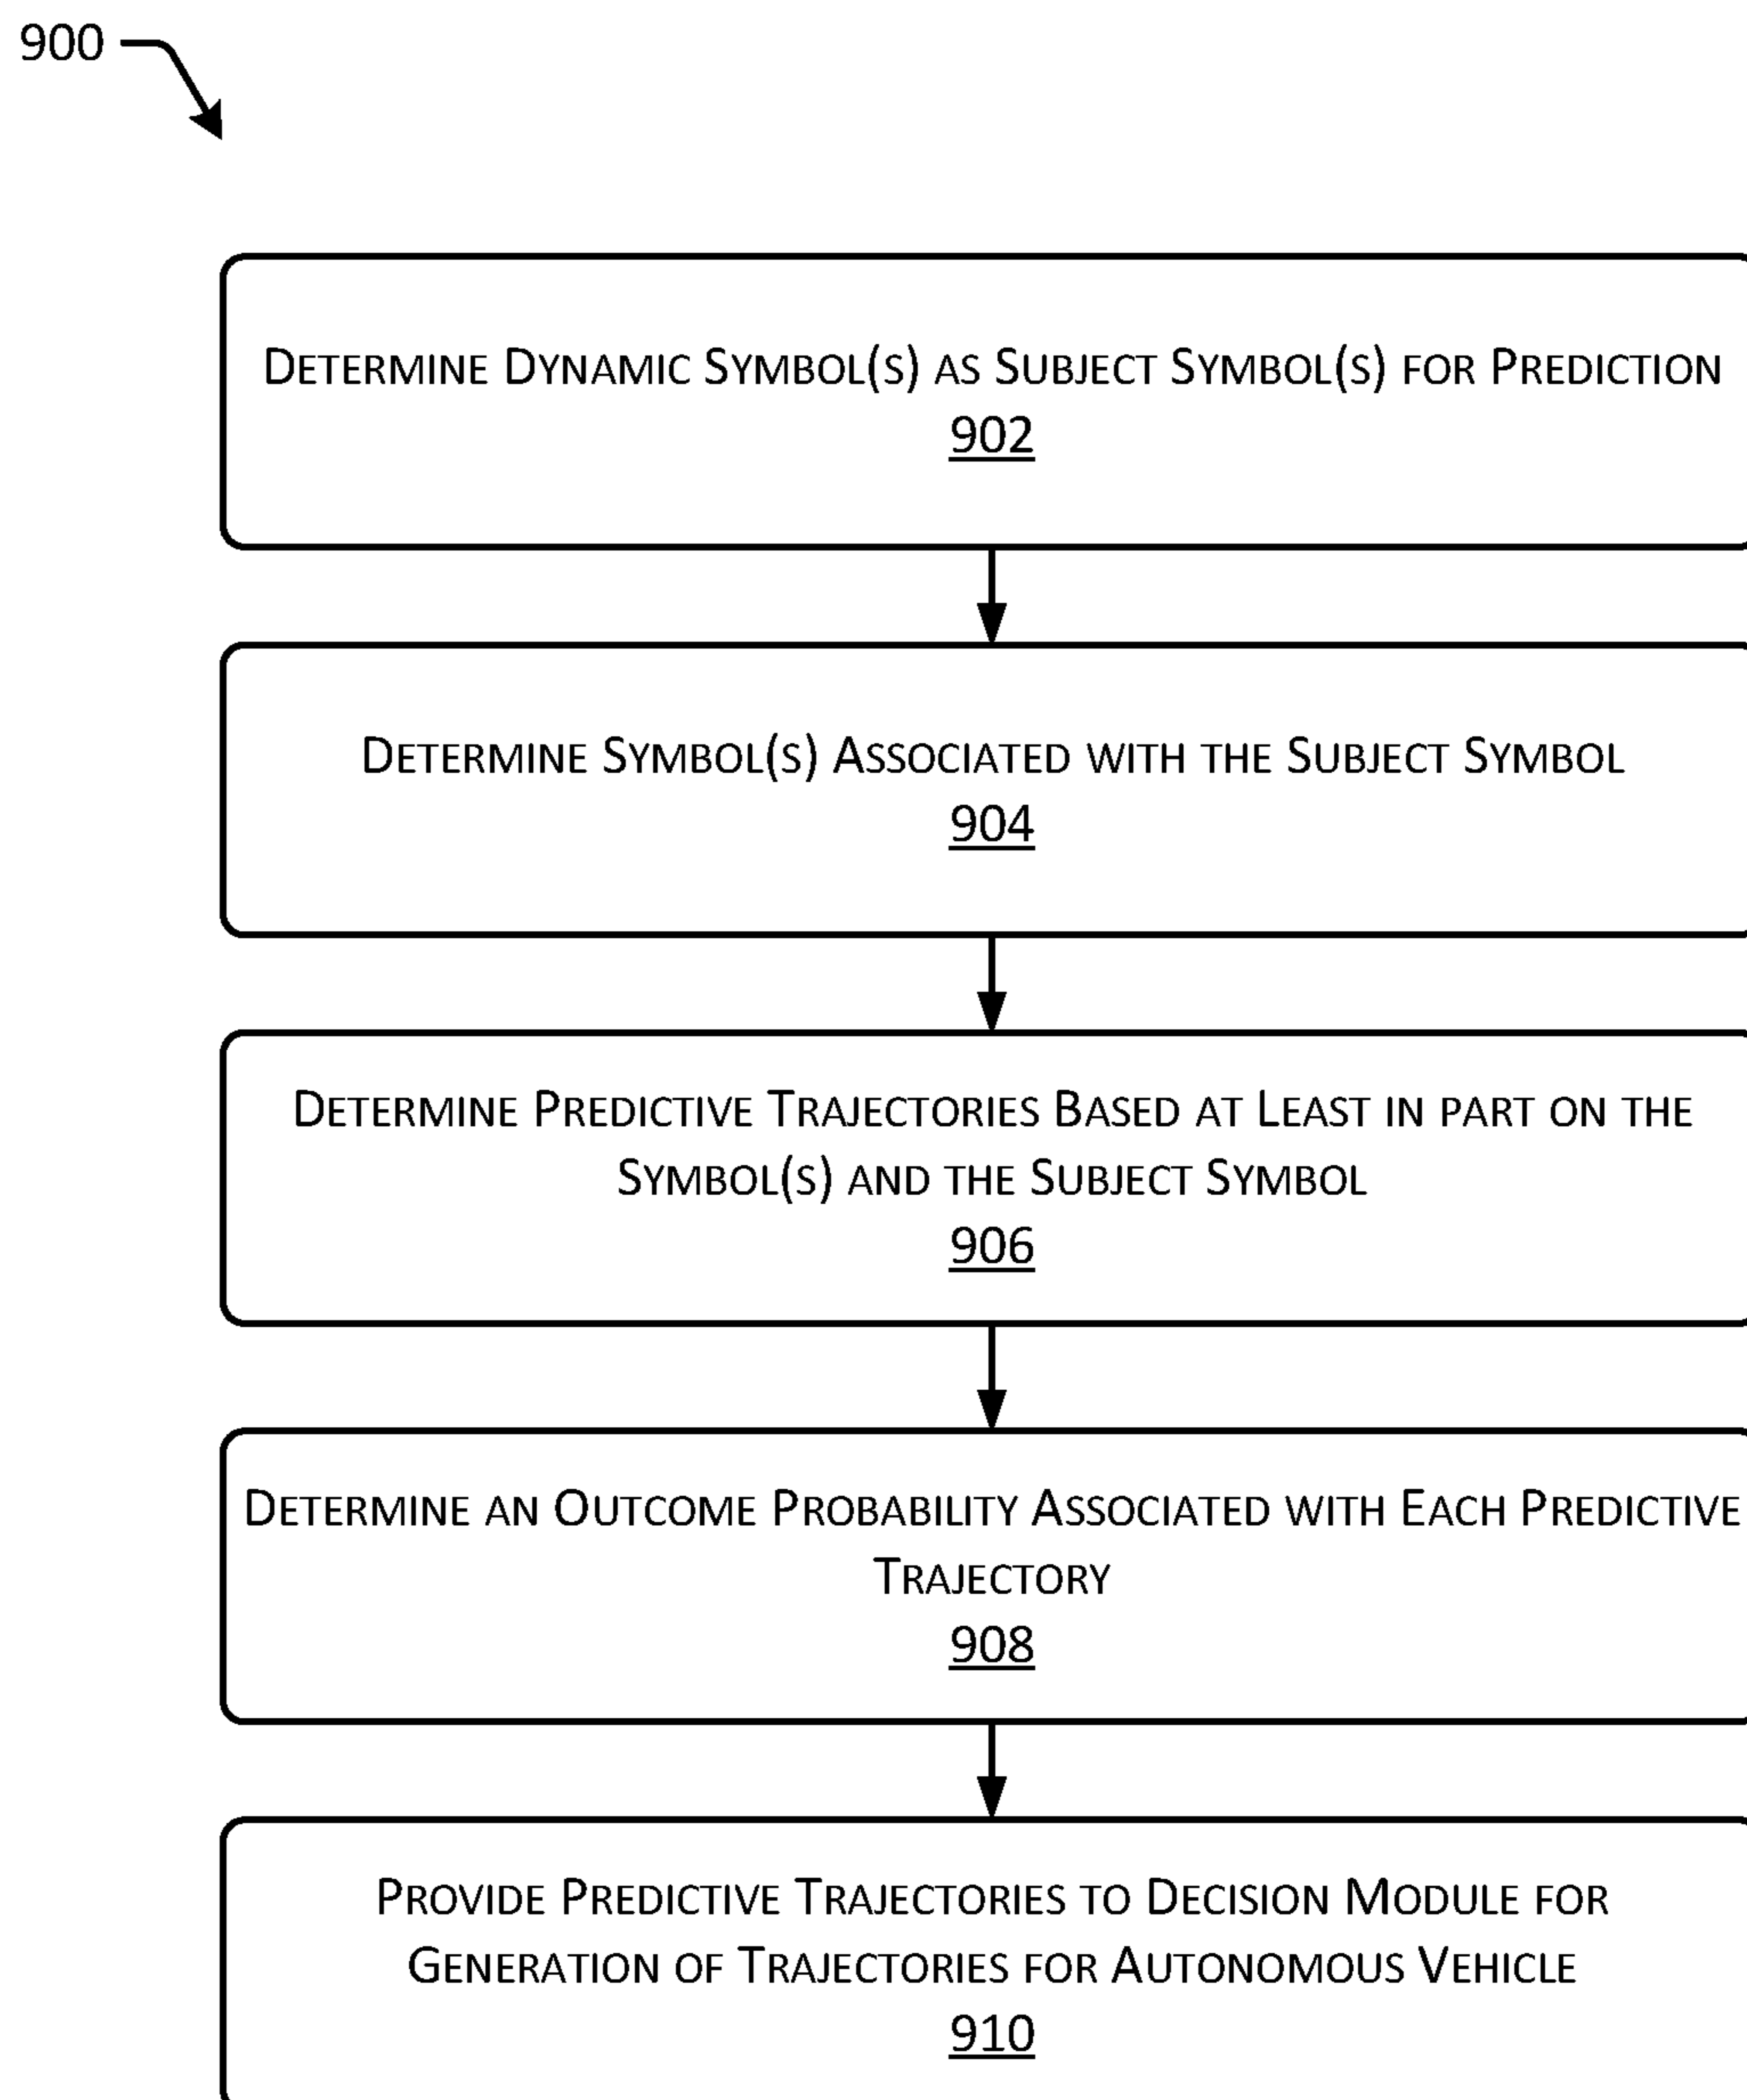 900
Determine Dynamic Symbol(s) as Subject Symbol(s) for Prediction
902
Determine Symbol(s) Associated with the Subject Symbol
904
Determine Predictive Trajectories Based at Least in part on the
Symbol(s) and the Subject Symbol
906
Determine an Outcome Probability Associated with Each Predictive
Trajectory
908
Provide Predictive Trajectories to Decision Module for
Generation of Trajectories for Autonomous Vehicle
910